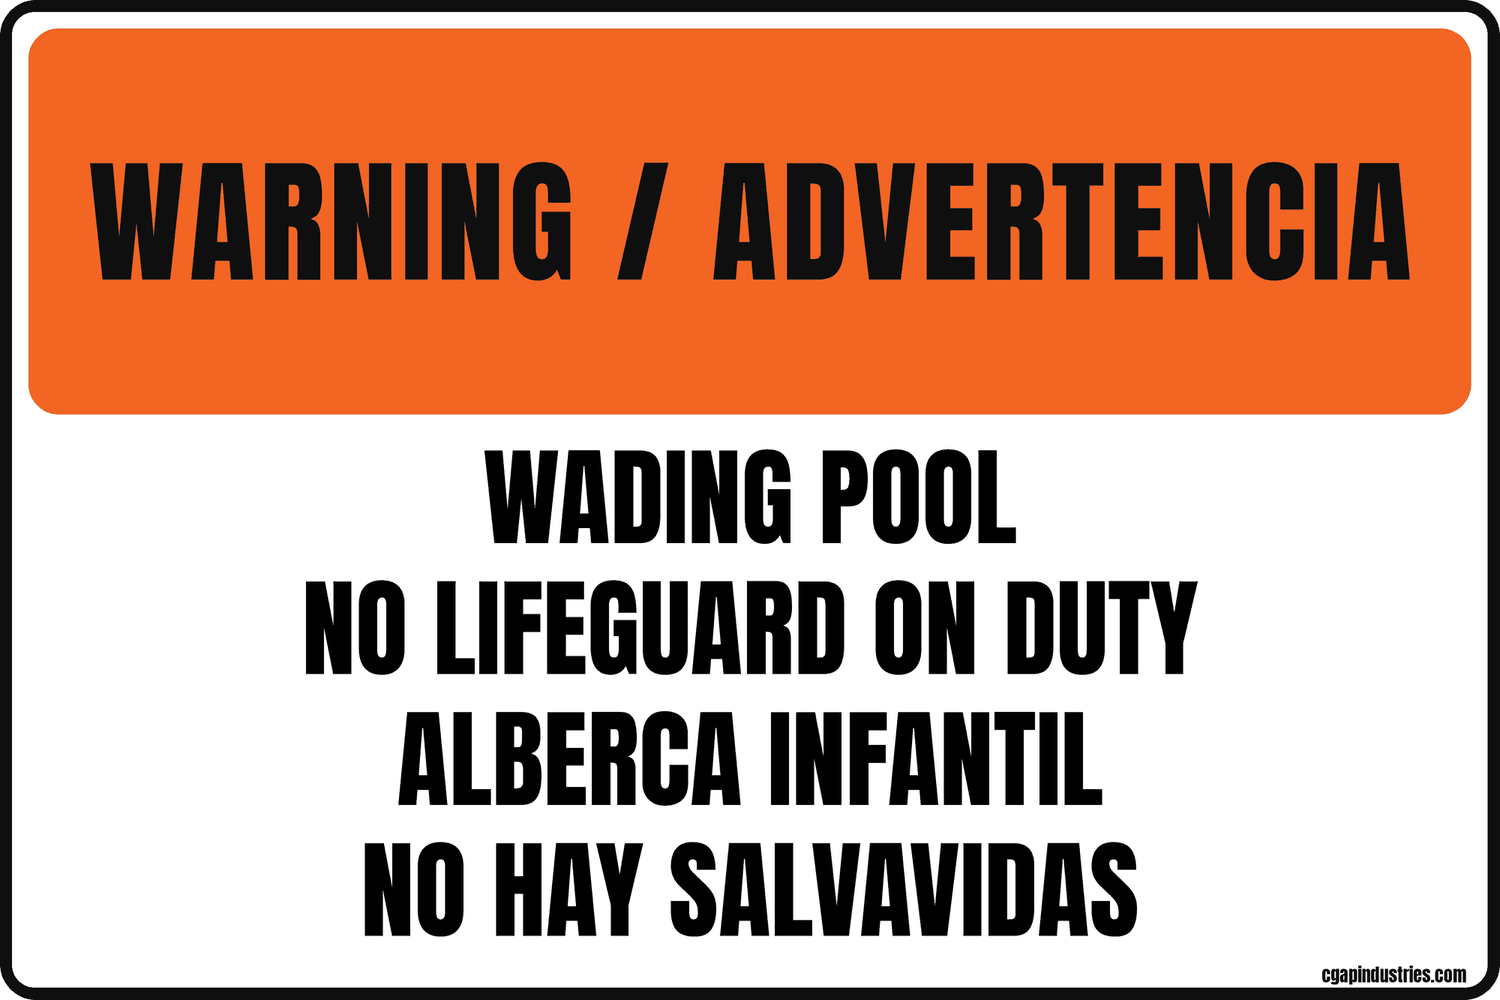 WARNING / ADVERTENCIA
WADING POOL
NO LIFEGUARD ON DUTY
ALBERCA INFANTIL
NO HAY SALVAVIDAS
cgapindustries.com